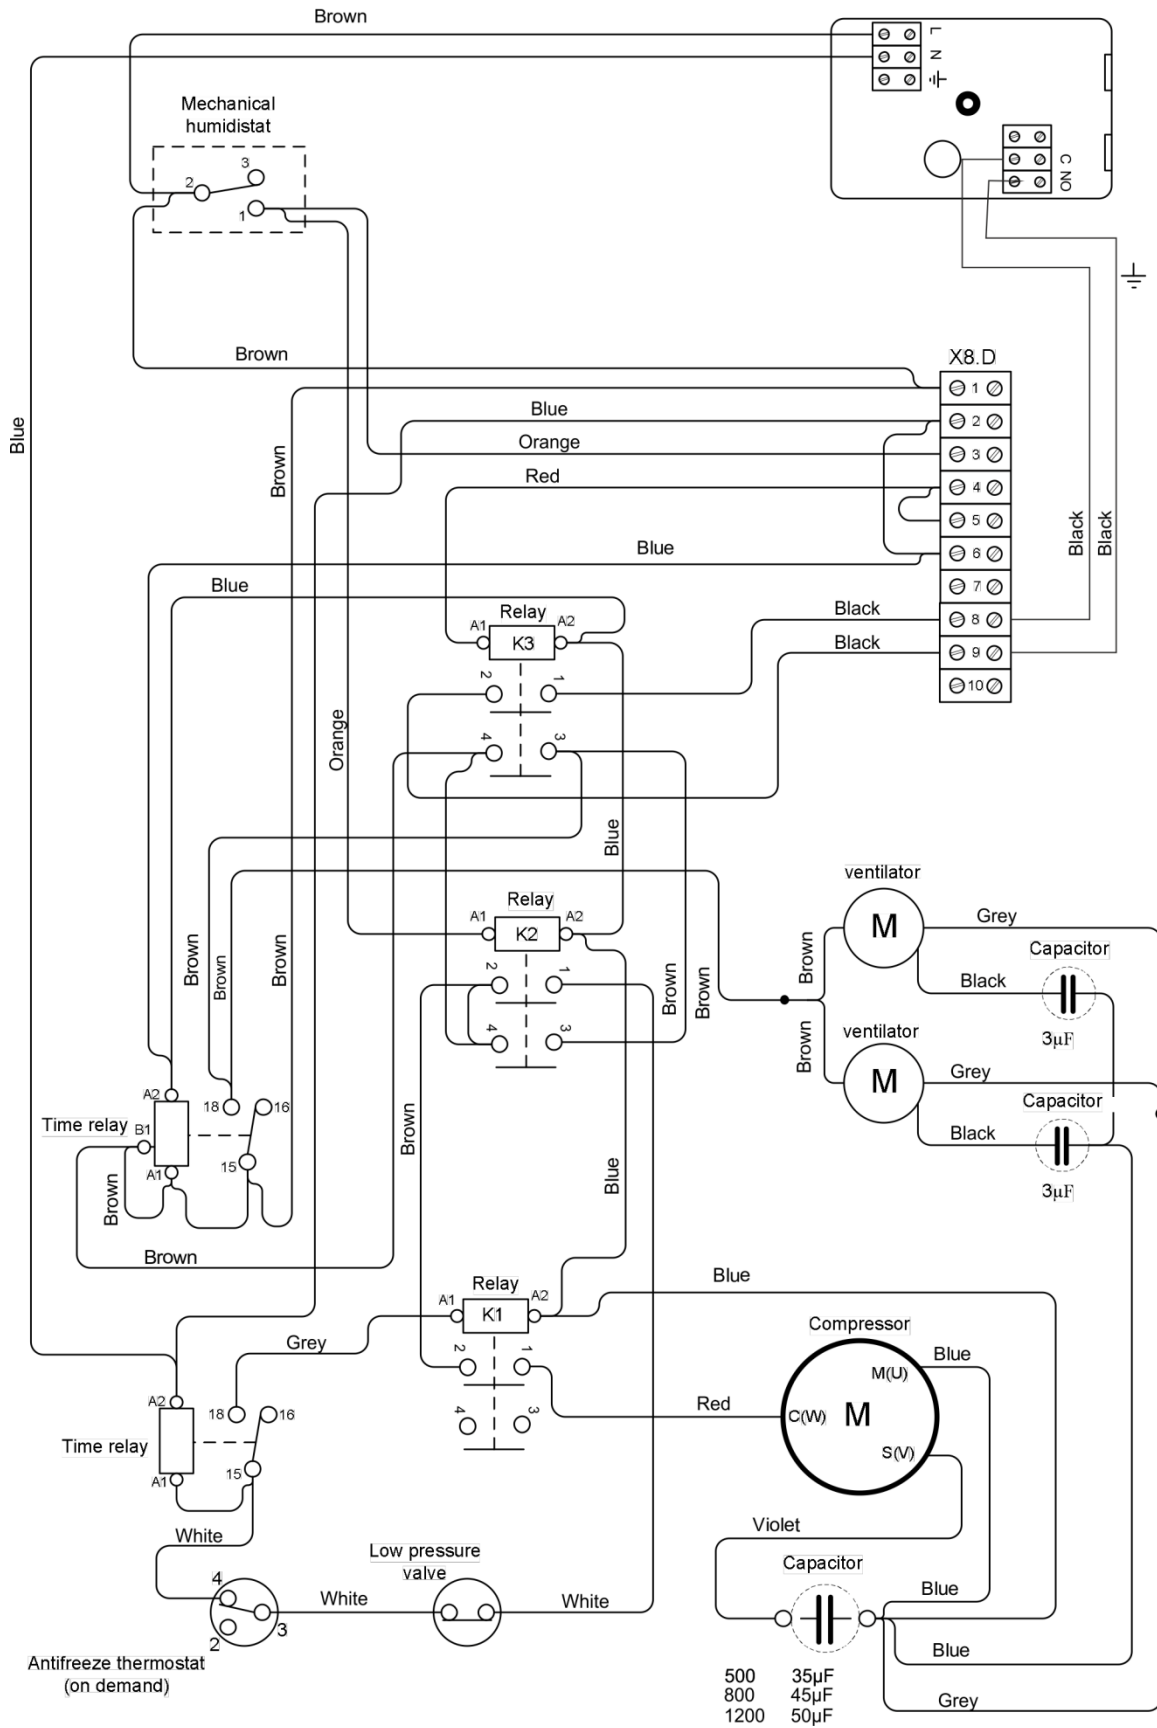 Brown
L
N
Mechanical
humidistat
3
2
1
C
NO
Brown
X8.D
1
Blue
2
Orange
3
Red
4
5
Blue
6
Blue
7
Black
8
Black
9
10
Blue
Brown
Black
Black
Relay
A1
K3
A2
2
1
4
3
Orange
Blue
Relay
A1
K2
A2
2
1
4
3
Brown
Brown
Brown
Brown
Brown
ventilator
M
Grey
Capacitor
Black
3µF
Brown
Brown
ventilator
M
Grey
Capacitor
Black
3µF
A2
18
16
Time relay
B1
15
A1
Brown
Brown
Brown
Blue
Relay
A1
K1
A2
2
1
4
3
Blue
Grey
Compressor
M(U)
Blue
C(W)
M
S(V)
Red
A2
18
16
Time relay
15
A1
White
Violet
Low pressure
valve
Capacitor
4
White
3
2
White
Blue
Blue
Grey
Antifreeze thermostat
(on demand)
500 35µF
800 45µF
1200 50µF